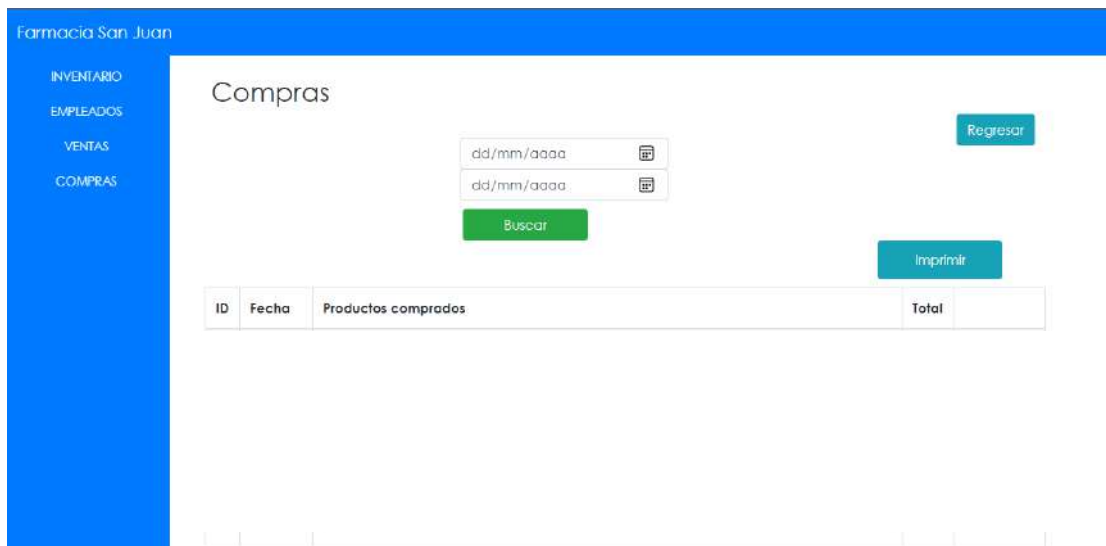 Farmacia San Juan
INVENTARIO
EMPLEADOS
VENTAS
COMPRAS
Compras
Regresar
dd/mm/aaaa
dd/mm/aaaa
Buscar
Imprimir
ID Fecha Productos comprados Total